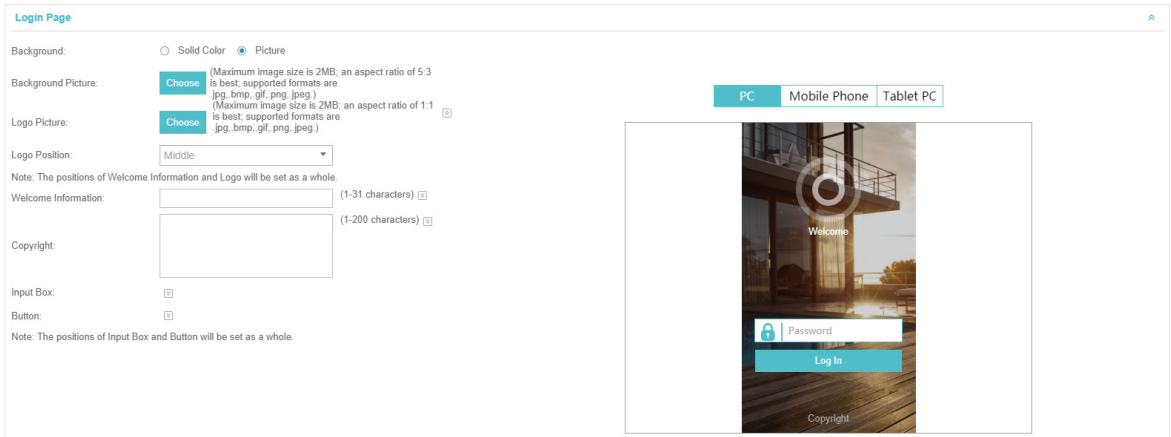 Login Page
Background:
Solid Color
Picture
Background Picture:
Choose
(Maximum image size is 2MB; an aspect ratio of 5:3
is best; supported formats are
.jpg,.bmp,.gif,.png,.jpeg.)
Logo Picture:
Choose
(Maximum image size is 2MB; an aspect ratio of 1:1
is best; supported formats are
.jpg,.bmp,.gif,.png,.jpeg.)
Logo Position:
Middle
Note: The positions of Welcome Information and Logo will be set as a whole.
Welcome Information:
(1-31 characters)
Copyright:
(1-200 characters)
Input Box:
Button:
Note: The positions of Input Box and Button will be set as a whole.
PC
Mobile Phone
Tablet PC
Welcome
Password
Log In
Copyright